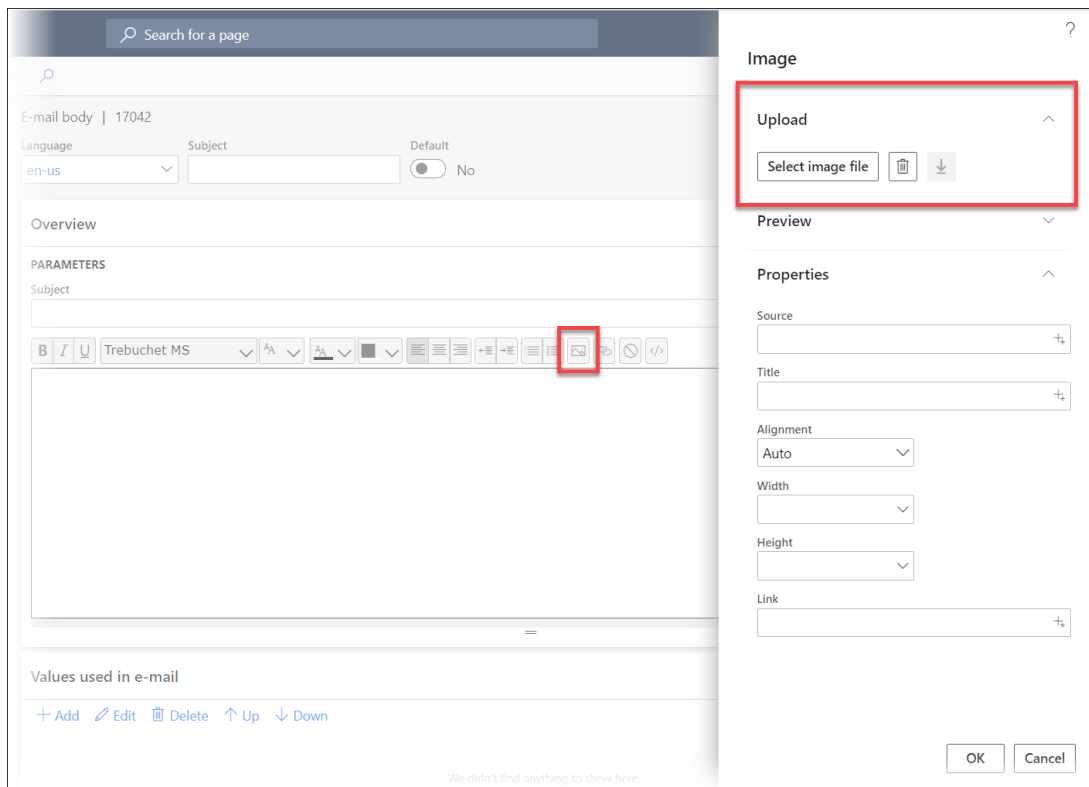 Search for a page
E-mail body | 17042
Language Subject Default
en-us No
Overview
PARAMETERS
Subject
B I U Trebuchet MS
Values used in e-mail
Add Edit Delete Up Down
We didn't find anything to show here.
?
Image
Upload
Select image file
Preview
Properties
Source
Title
Alignment
Auto
Width
Height
Link
OK Cancel